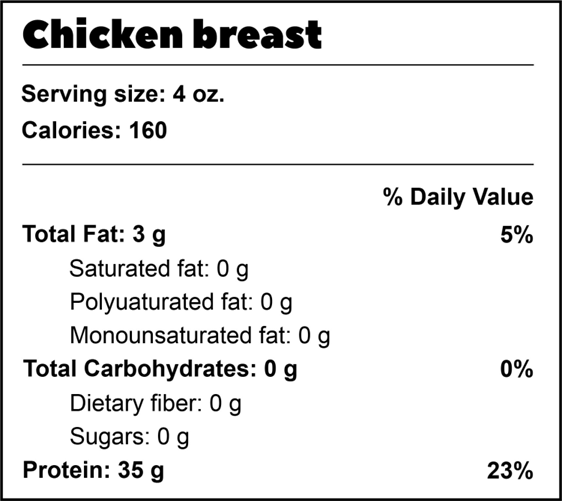 Chicken breast
Serving size: 4 oz.
Calories: 160
% Daily Value
Total Fat: 3 g 5%
Saturated fat: 0 g
Polyuaturated fat: 0 g
Monounsaturated fat: 0 g
Total Carbohydrates: 0 g 0%
Dietary fiber: 0 g
Sugars: 0 g
Protein: 35 g 23%